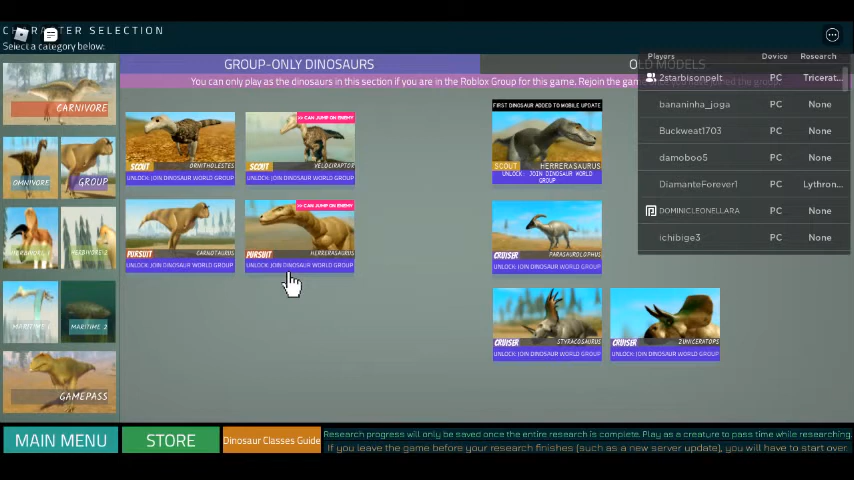 CHARACTER SELECTION
Select a category below:
CARNIVORE
OMNIVORE
GROUP
HERBIVORE 1
HERBIVORE 2
MARITIME 1
MARITIME 2
GAMEPASS
GROUP-ONLY DINOSAURS
OLD MODELS
You can only play as the dinosaurs in this section if you are in the Roblox Group for this game. Rejoin the game
SCOUT
ORNITHOLESTES
UNLOCK: JOIN DINOSAUR WORLD GROUP
>> CAN JUMP ON ENEMY
SCOUT
VELOCIRAPTOR
UNLOCK: JOIN DINOSAUR WORLD GROUP
PURSUIT
CARNOTAURUS
UNLOCK: JOIN DINOSAUR WORLD GROUP
>> CAN JUMP ON ENEMY
PURSUIT
HERRERASAURUS
UNLOCK: JOIN DINOSAUR WORLD GROUP
FIRST DINOSAUR ADDED TO MOBILE UPDATE
SCOUT
HERRERASAURUS
UNLOCK: JOIN DINOSAUR WORLD
GROUP
CRUISER
PARASAUROLOPHUS
UNLOCK: JOIN DINOSAUR WORLD GROUP
CRUISER
STYRACOSAURUS
UNLOCK: JOIN DINOSAUR WORLD GROUP
CRUISER
ZUNICERATOPS
UNLOCK: JOIN DINOSAUR WORLD GROUP
Players Device Research
2starbisonpelt PC Tricerat...
bananinha_joga PC None
Buckweat1703 PC None
damoboo5 PC None
DiamanteForever1 PC Lythron...
DOMINICLEONELLARA PC None
ichibige3 PC None
MAIN MENU
STORE
Dinosaur Classes Guide
Research progress will only be saved once the entire research is complete. Play as a creature to pass time while researching.
If you leave the game before your research finishes (such as a new server update), you will have to start over.